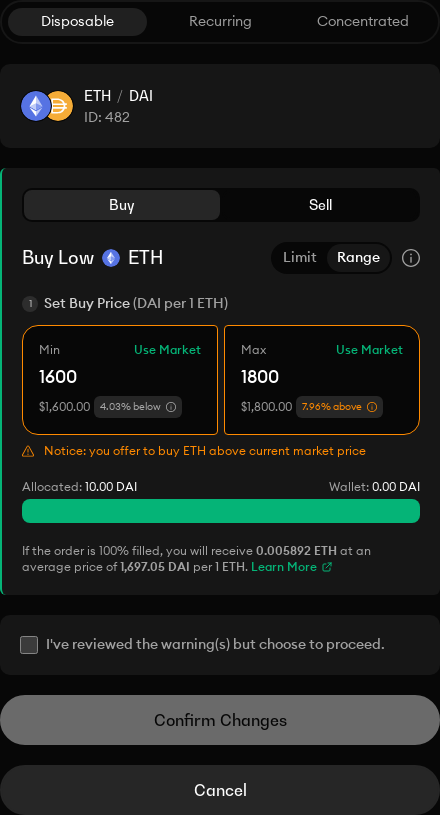 Disposable Recurring Concentrated
ETH / DAI
ID: 482
Buy Sell
Buy Low ETH Limit Range
1 Set Buy Price (DAI per 1 ETH)
Min Use Market Max Use Market
1600 1800
$1,600.00 4.03% below $1,800.00 7.96% above
Notice: you offer to buy ETH above current market price
Allocated: 10.00 DAI Wallet: 0.00 DAI
If the order is 100% filled, you will receive 0.005892 ETH at an
average price of 1,697.05 DAI per 1 ETH. Learn More
I've reviewed the warning(s) but choose to proceed.
Confirm Changes
Cancel